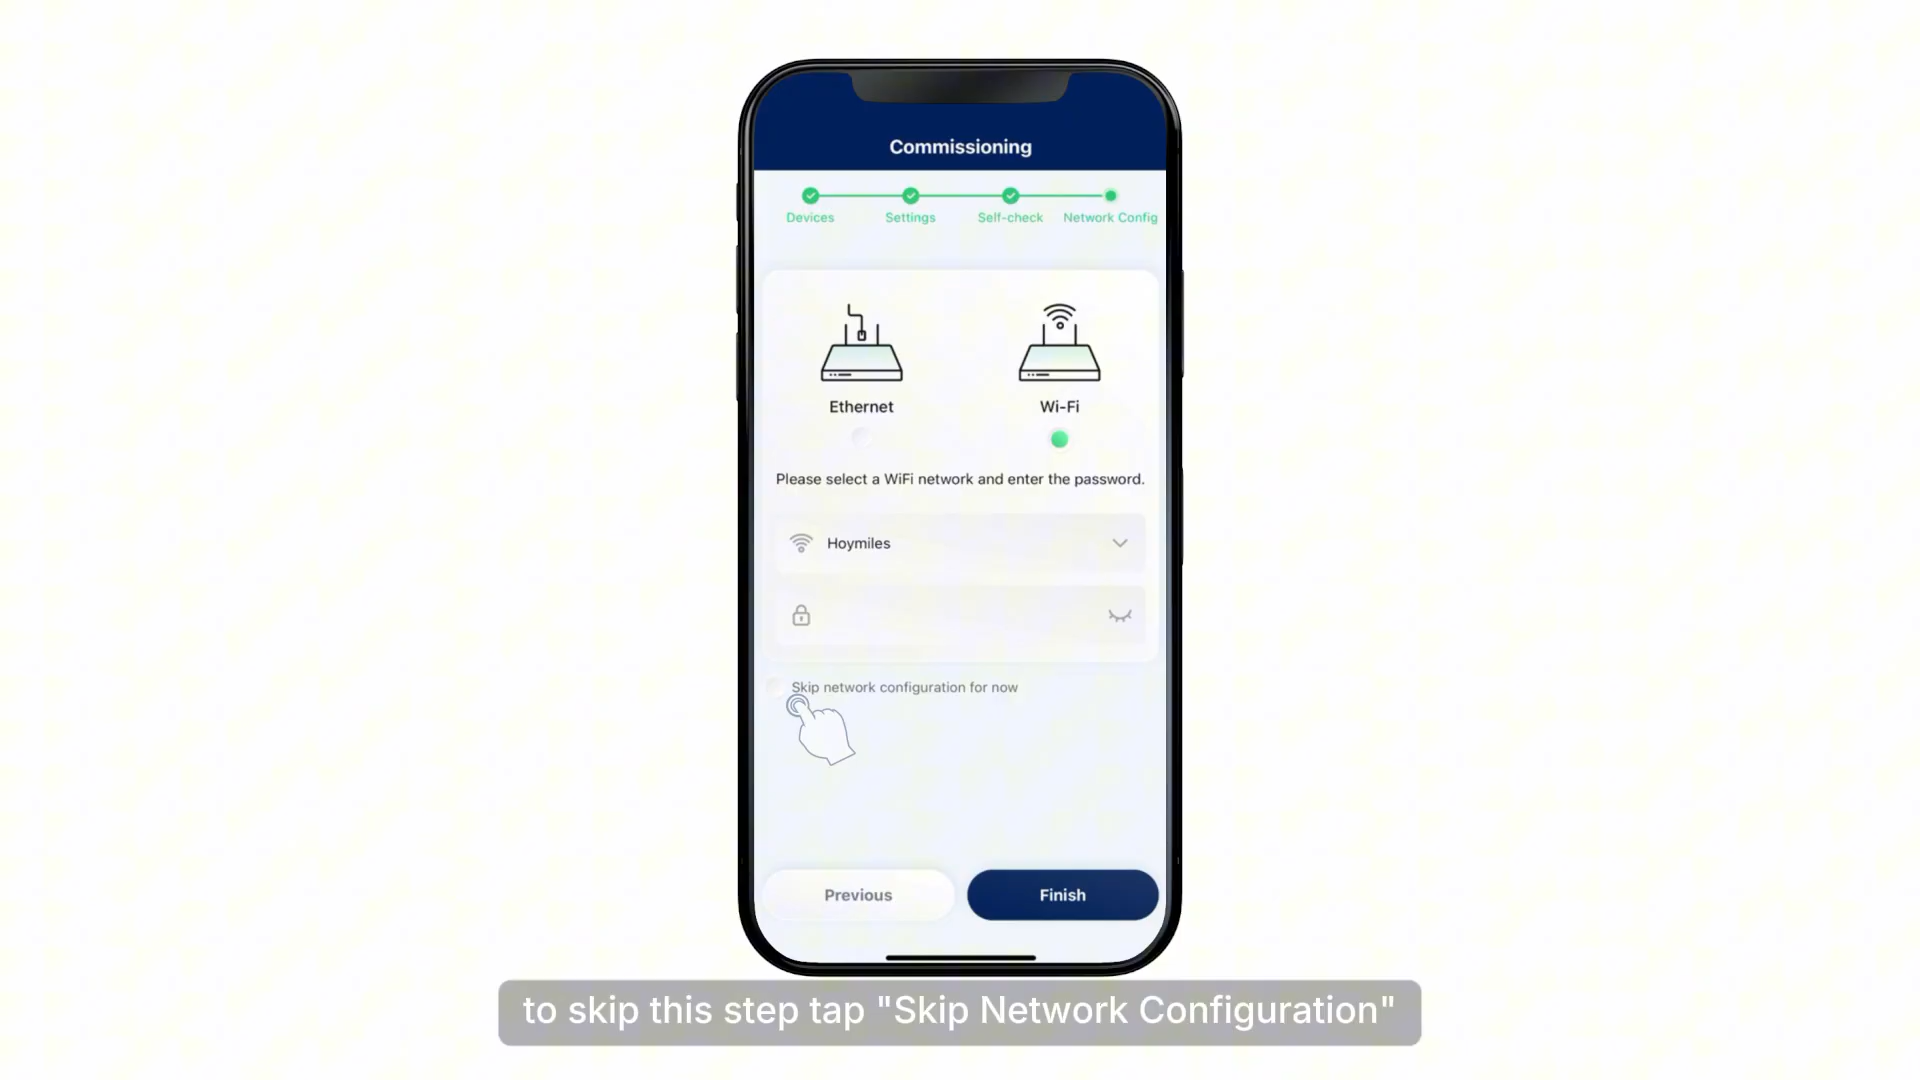 Commissioning
Devices
Settings
Self-check
Network Config
Ethernet
Wi-Fi
Please select a WiFi network and enter the password.
Hoymiles
Skip network configuration for now
Previous
Finish
to skip this step tap "Skip Network Configuration"